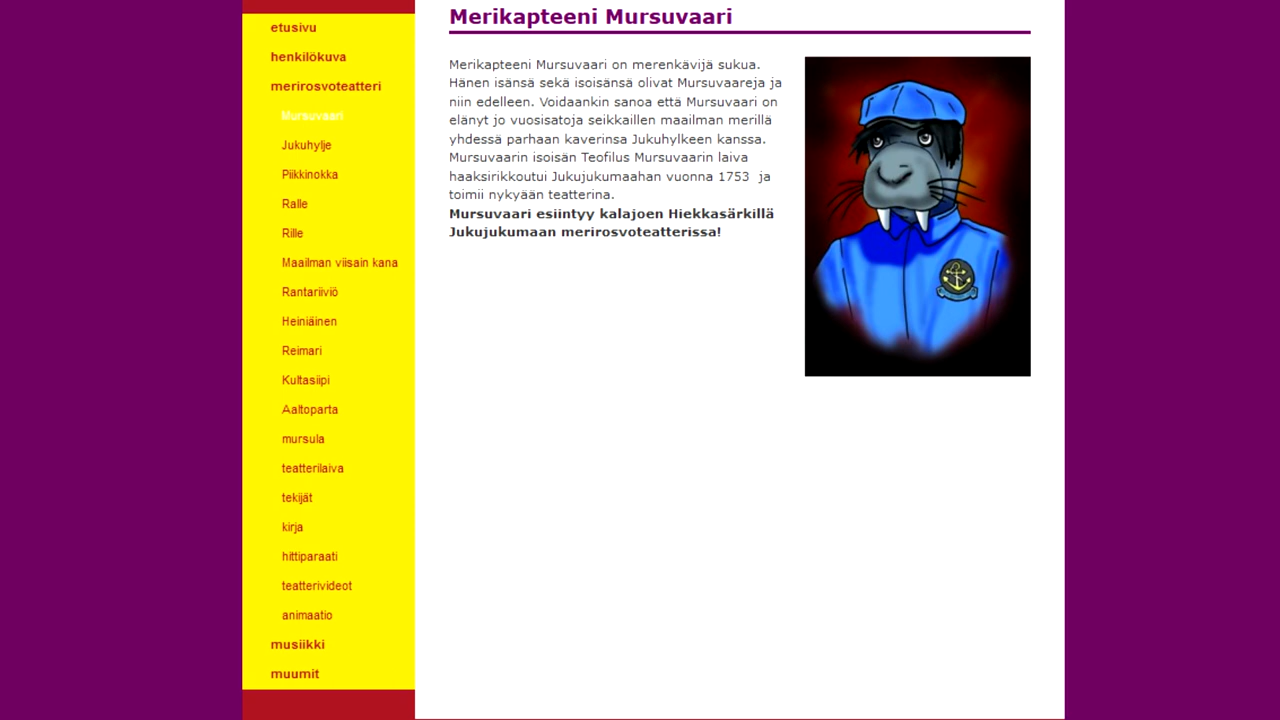 etusivu
henkilökuva
merirosvoteatteri
Mursuvaari
Jukuhylje
Piikkinokka
Ralle
Rille
Maailman viisain kana
Rantariiviö
Heiniäinen
Reimari
Kultasiipi
Aaltoparta
mursula
teatterilaiva
tekijät
kirja
hittiparaati
teatterivideot
animaatio
musiikki
muumit
Merikapteeni Mursuvaari
Merikapteeni Mursuvaari on merenkävijä sukua.
Hänen isänsä sekä isoisänsä olivat Mursuvaareja ja
niin edelleen. Voidaankin sanoa että Mursuvaari on
elänyt jo vuosisatoja seikkaillen maailman merillä
yhdessä parhaan kaverinsa Jukuhylkeen kanssa.
Mursuvaarin isoisän Teofilus Mursuvaarin laiva
haaksirikkoutui Jukujukumaahan vuonna 1753  ja
toimii nykyään teatterina.
Mursuvaari esiintyy kalajoen Hiekkasärkillä
Jukujukumaan merirosvoteatterissa!